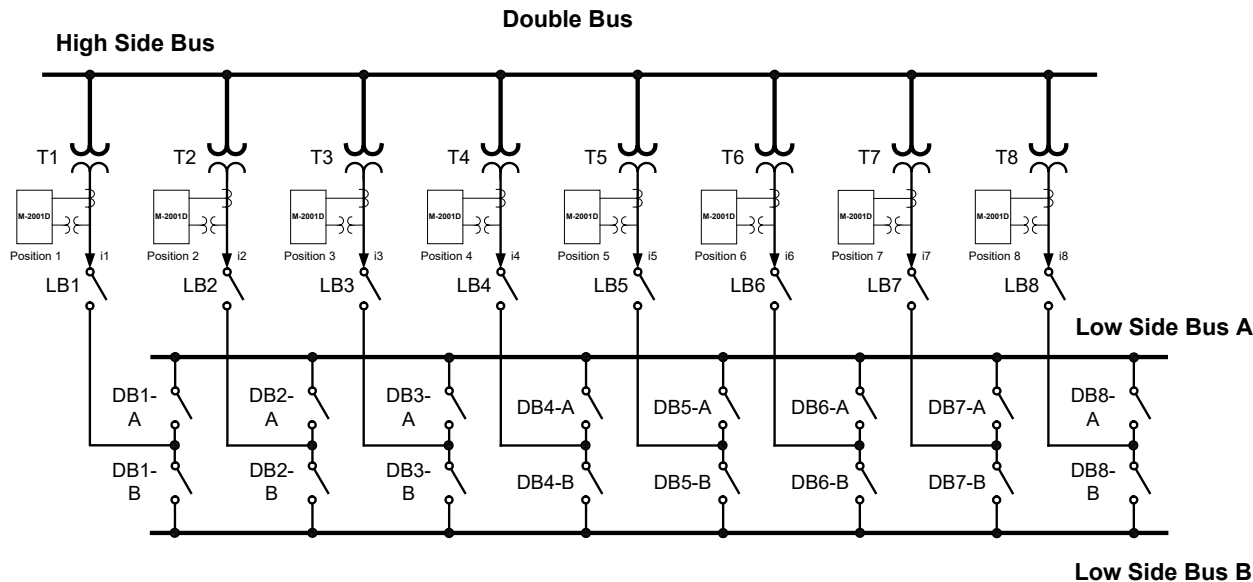 Double Bus
High Side Bus
T1 T2 T3 T4 T5 T6 T7 T8
M-2001D M-2001D M-2001D M-2001D M-2001D M-2001D M-2001D M-2001D
Position 1 i1 Position 2 i2 Position 3 i3 Position 4 i4 Position 5 i5 Position 6 i6 Position 7 i7 Position 8 i8
LB1 LB2 LB3 LB4 LB5 LB6 LB7 LB8
Low Side Bus A
DB1- DB2- DB3- DB8-
A A A DB4-A DB5-A DB6-A DB7-A A
DB1- DB2- DB3- DB8-
B B B DB4-B DB5-B DB6-B DB7-B B
Low Side Bus B